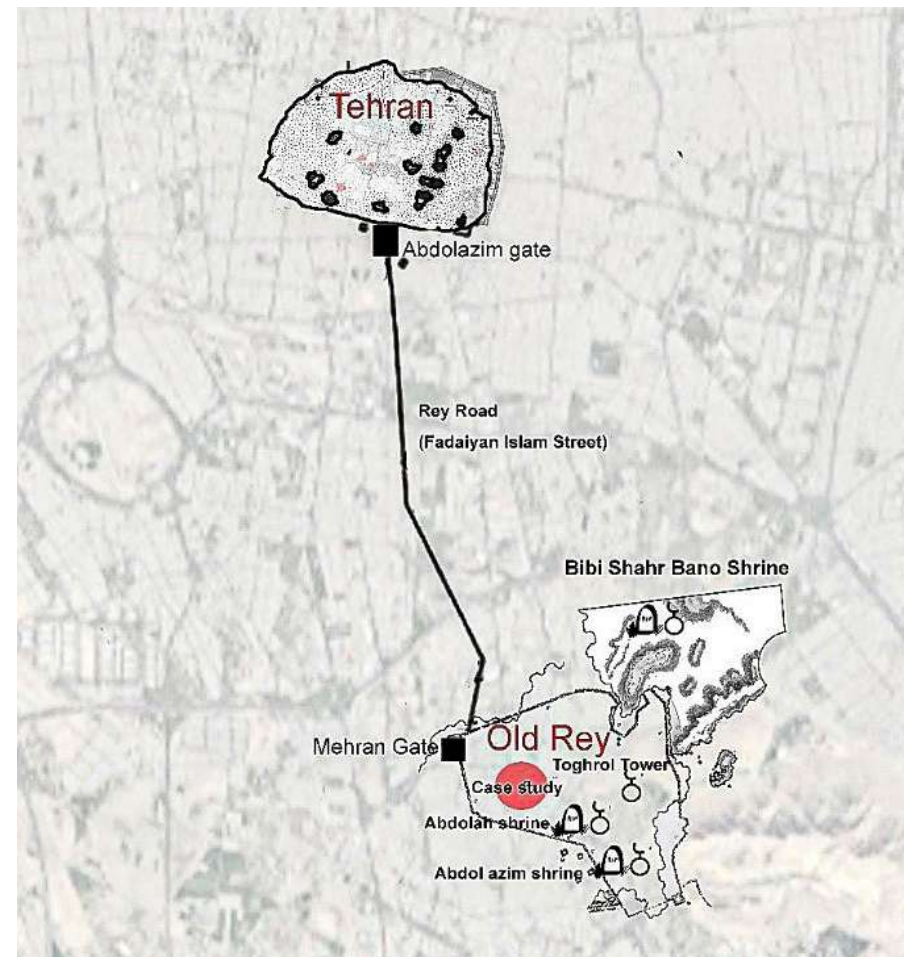 Tehran
Abdolazim gate
Rey Road
(Fadaiyan Islam Street)
Bibi Shahr Bano Shrine
Mehran Gate
Old Rey
Toghrol Tower
Case study
Abdolah shrine
Abdol azim shring